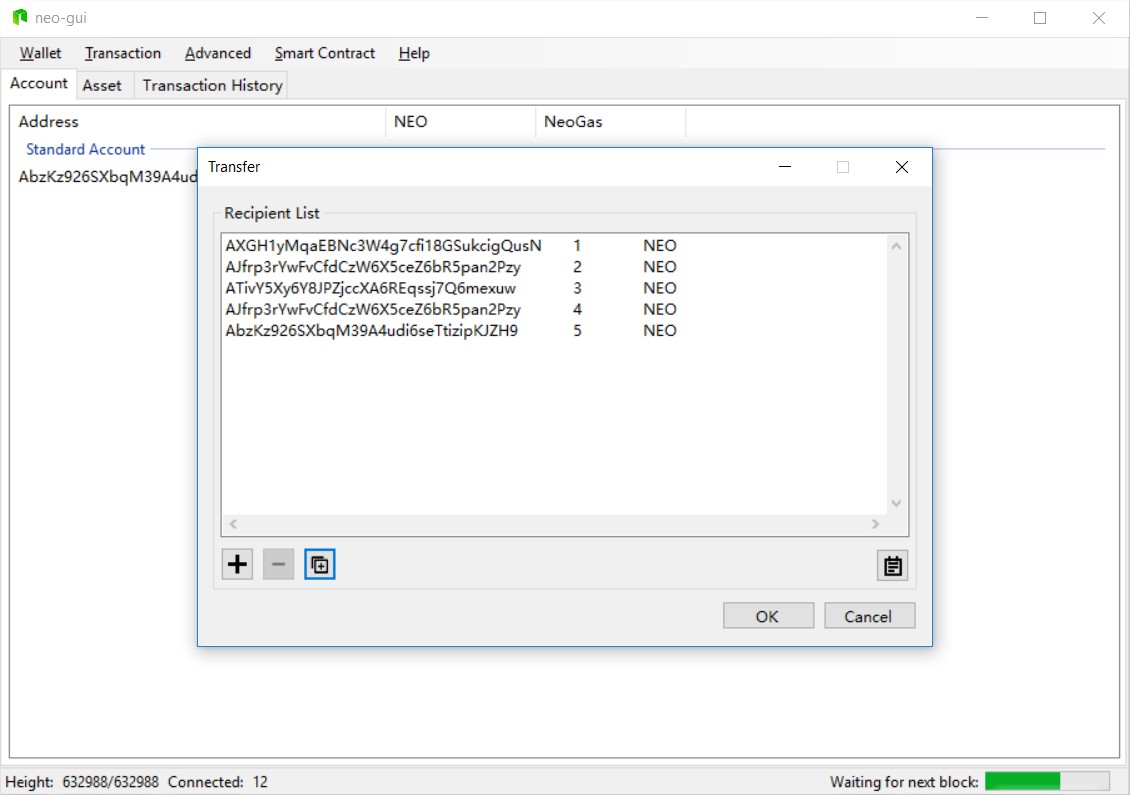 neo-gui
Wallet Transaction Advanced Smart Contract Help
Account Asset Transaction History
Address NEO NeoGas
Standard Account
AbzKz926SXbqM39A4ud
Transfer
Recipient List
AXGH1yMqaEBNc3W4g7cfi18GSukcigQusN 1 NEO
AJfrp3rYwFvCfdCzW6X5ceZ6bR5pan2Pzy 2 NEO
ATivY5Xy6Y8JPZjccXA6REqssj7Q6mexuw 3 NEO
AJfrp3rYwFvCfdCzW6X5ceZ6bR5pan2Pzy 4 NEO
AbzKz926SXbqM39A4udi6seTtizipKJZH9 5 NEO
OK Cancel
Height: 632988/632988 Connected: 12 Waiting for next block: